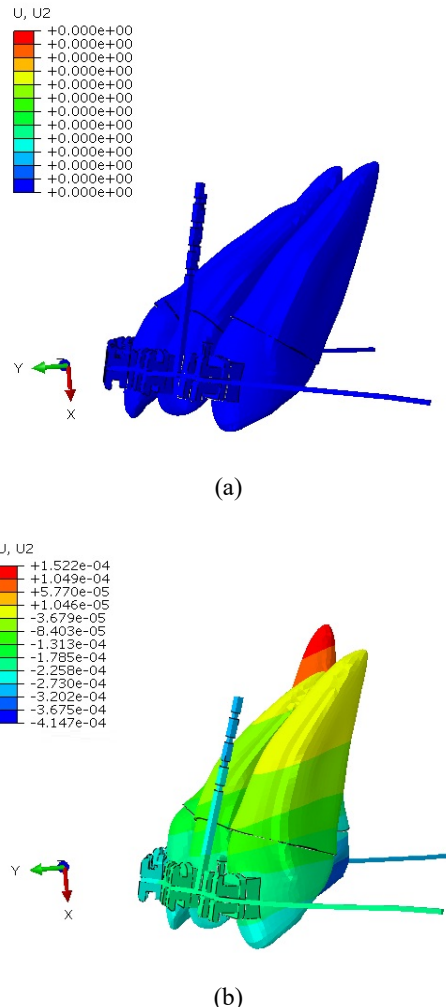 U, U2
+0.000e+00
+0.000e+00
+0.000e+00
+0.000e+00
+0.000e+00
+0.000e+00
+0.000e+00
+0.000e+00
+0.000e+00
+0.000e+00
+0.000e+00
+0.000e+00
+0.000e+00
Y
X
(a)
U, U2
+1.522e-04
+1.049e-04
+5.770e-05
+1.046e-05
-3.679e-05
-8.403e-05
-1.313e-04
-1.785e-04
-2.258e-04
-2.730e-04
-3.202e-04
-3.675e-04
-4.147e-04
Y
X
(b)